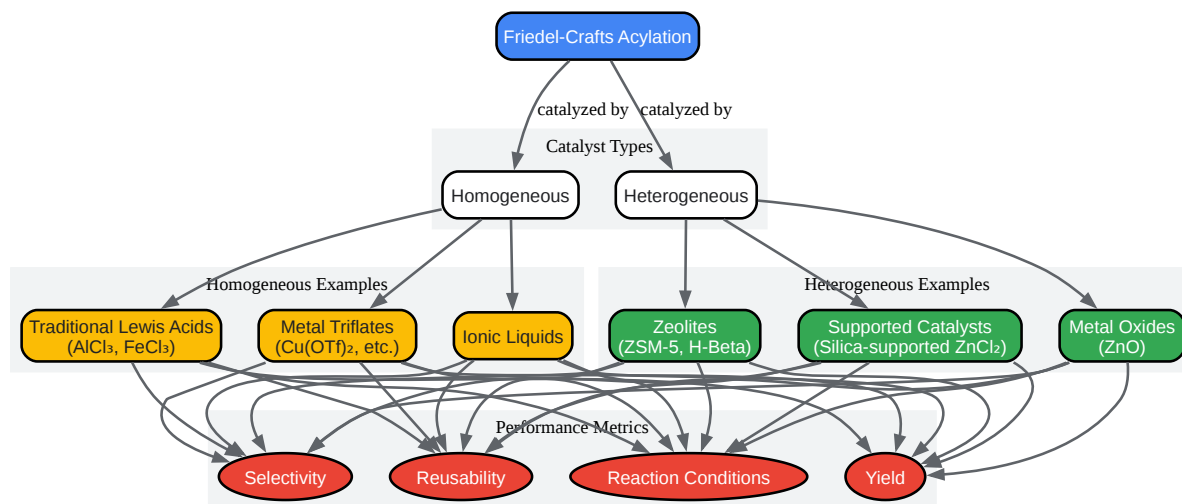 Friedel-Crafts Acylation
catalyzed by
catalyzed by
Catalyst Types
Homogeneous
Heterogeneous
Homogeneous Examples
Heterogeneous Examples
Traditional Lewis Acids
(AlCl₃, FeCl₃)
Metal Triflates
(Cu(OTf)₂, etc.)
Ionic Liquids
Zeolites
(ZSM-5, H-Beta)
Supported Catalysts
(Silica-supported ZnCl₂)
Metal Oxides
(ZnO)
Performance Metrics
Selectivity
Reusability
Reaction Conditions
Yield